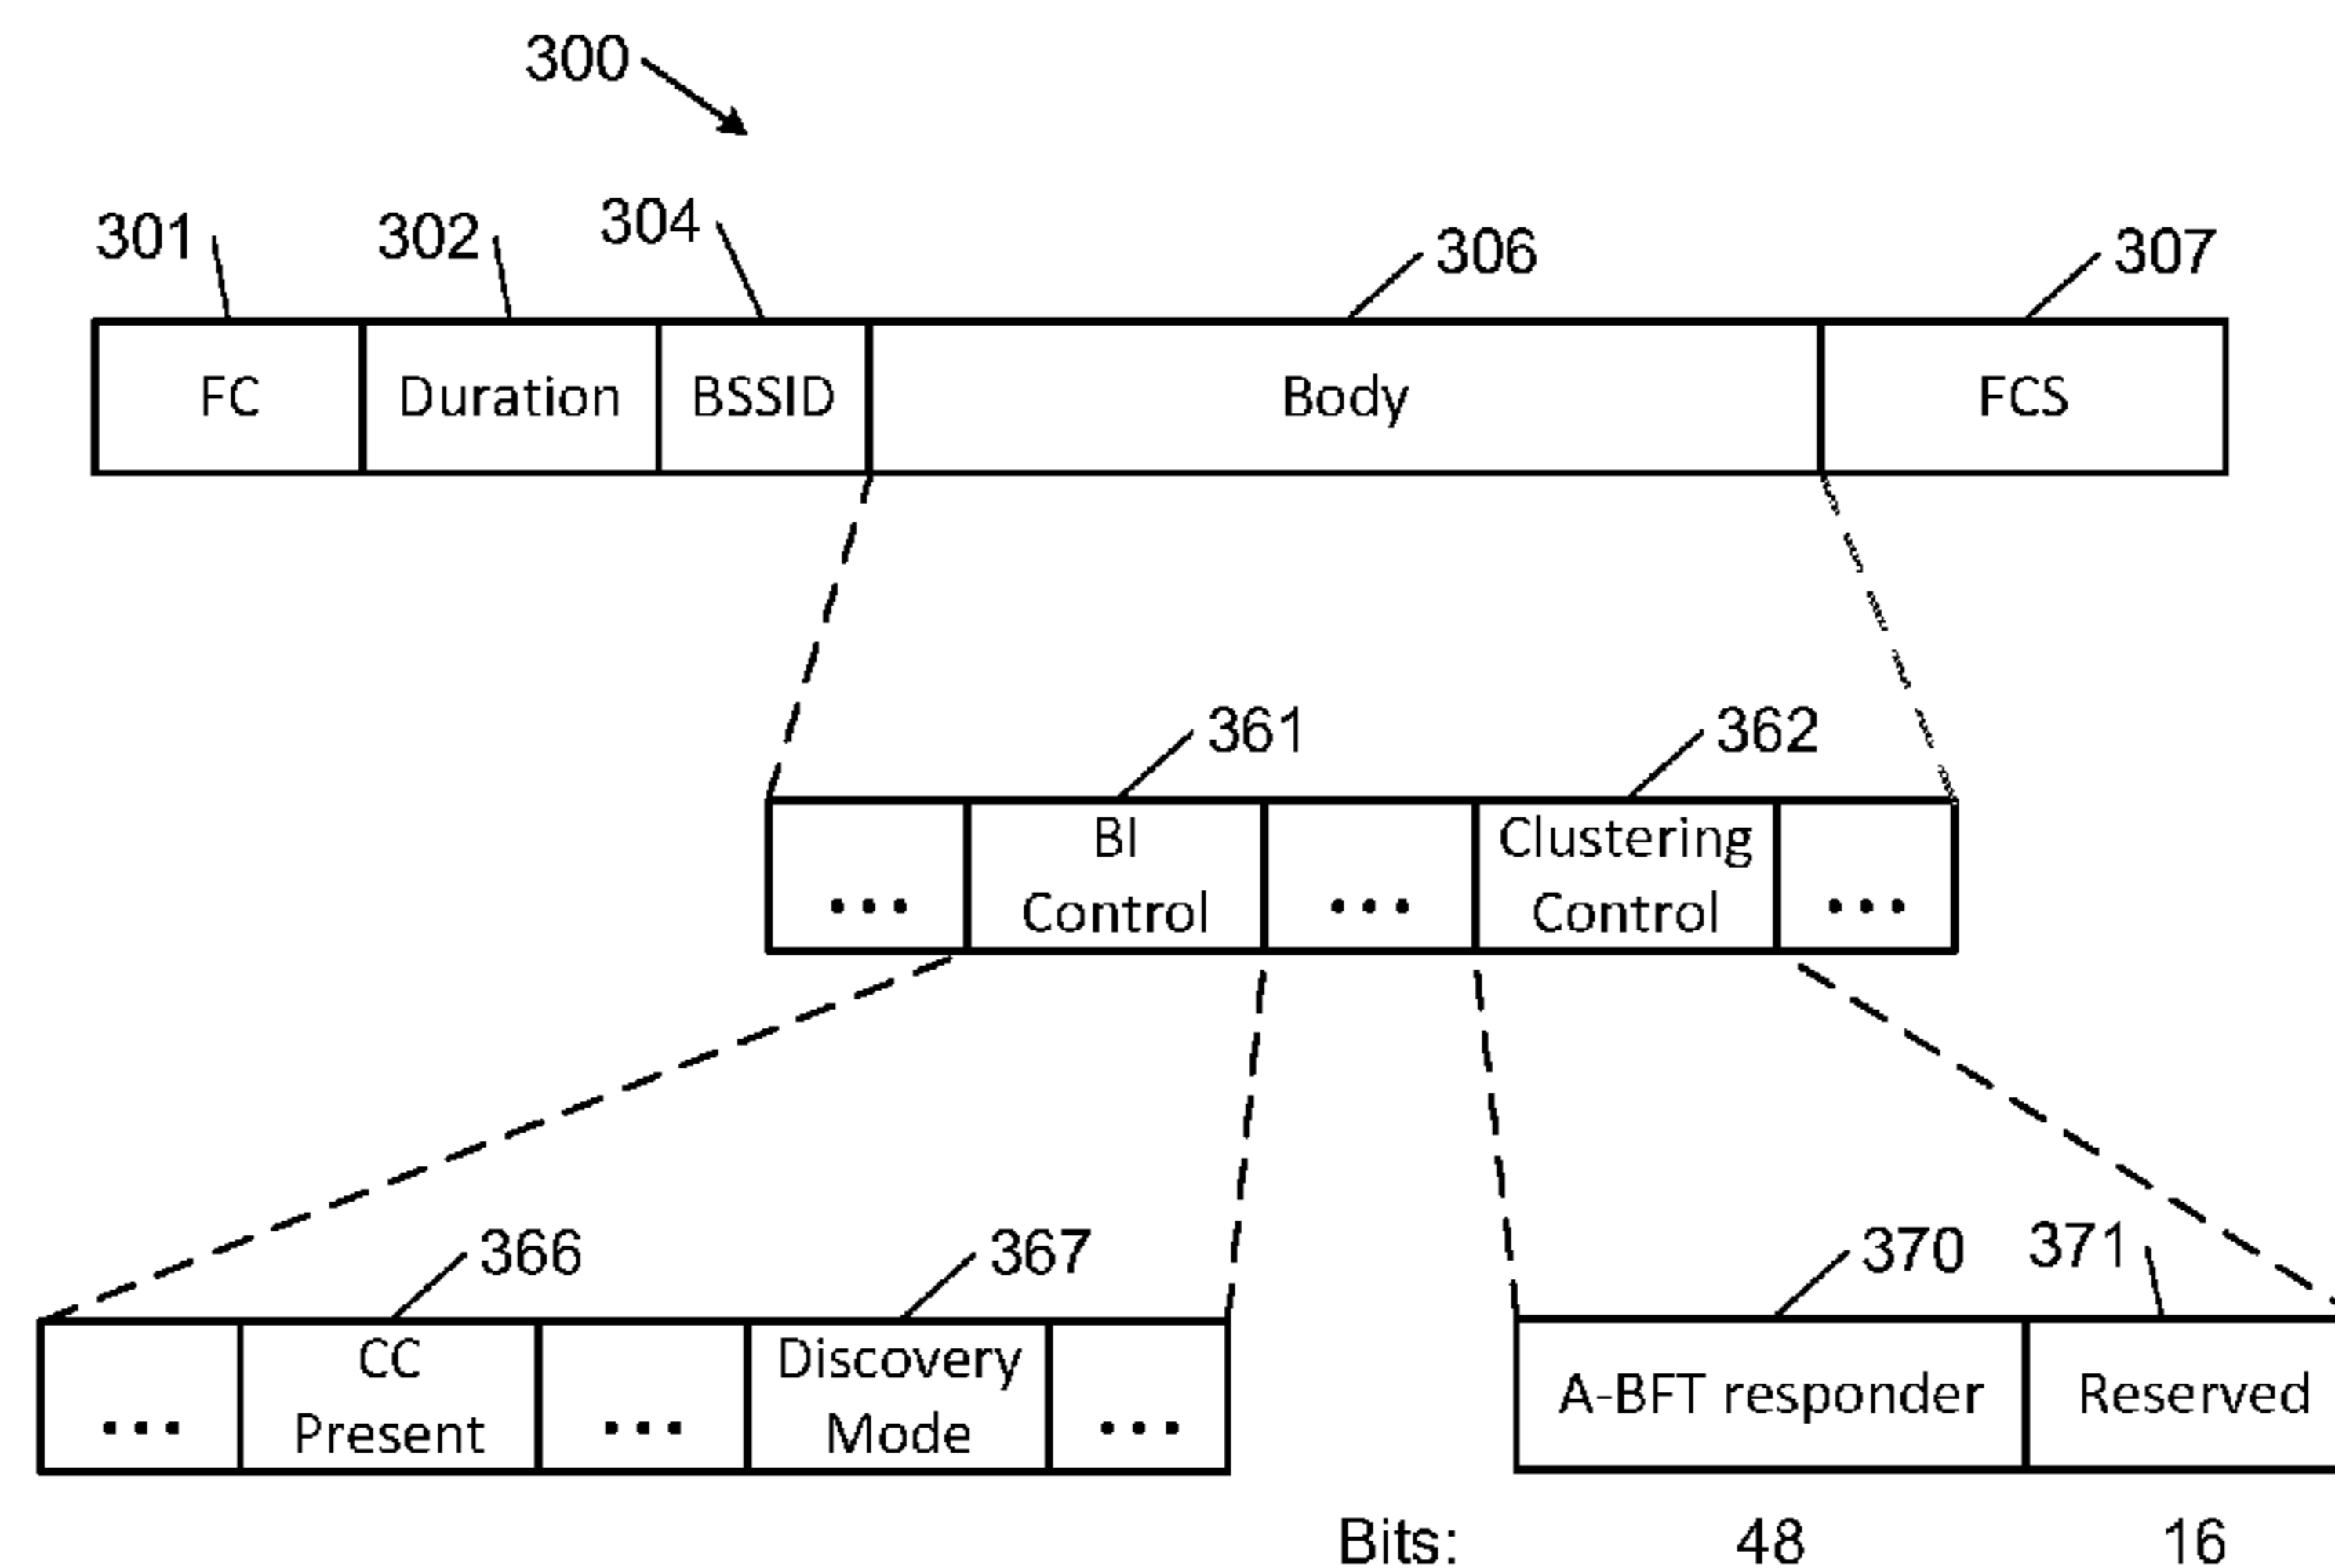 300
301 302 304 306 307
FC Duration BSSID Body FCS
361 362
... BI Control ... Clustering Control ...
366 367 370 371
... CC Present ... Discovery Mode ... A-BFT responder Reserved
Bits: 48 16